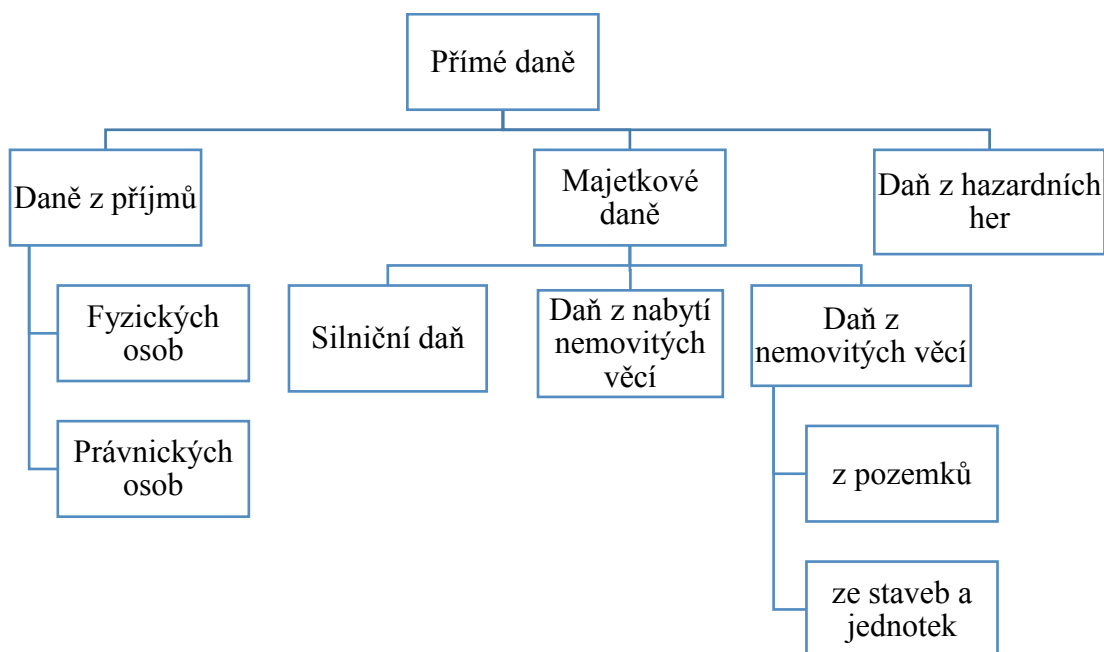 Přímé daně
Daně z příjmů
Majetkové
daně
Daň z hazardních
her
Fyzických
osob
Právnických
osob
Silniční daň
Daň z nabytí
nemovitých
věcí
Daň z
nemovitých věcí
z pozemků
ze staveb a
jednotek